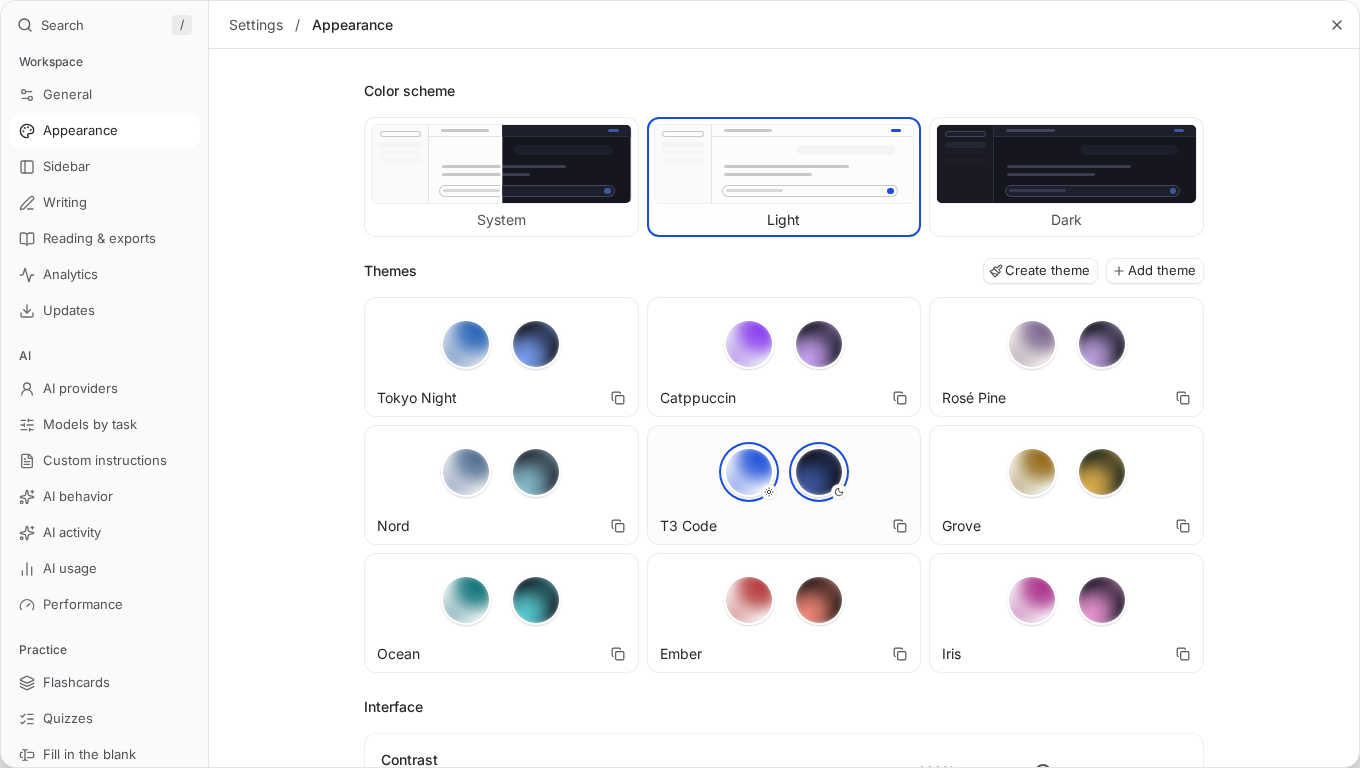 Search
/
Workspace
General
Appearance
Sidebar
Writing
Reading & exports
Analytics
Updates
AI
AI providers
Models by task
Custom instructions
AI behavior
AI activity
AI usage
Performance
Practice
Flashcards
Quizzes
Fill in the blank
Settings / Appearance
Color scheme
System
Light
Dark
Themes
Create theme
Add theme
Tokyo Night
Catppuccin
Rosé Pine
Nord
T3 Code
Grove
Ocean
Ember
Iris
Interface
Contrast